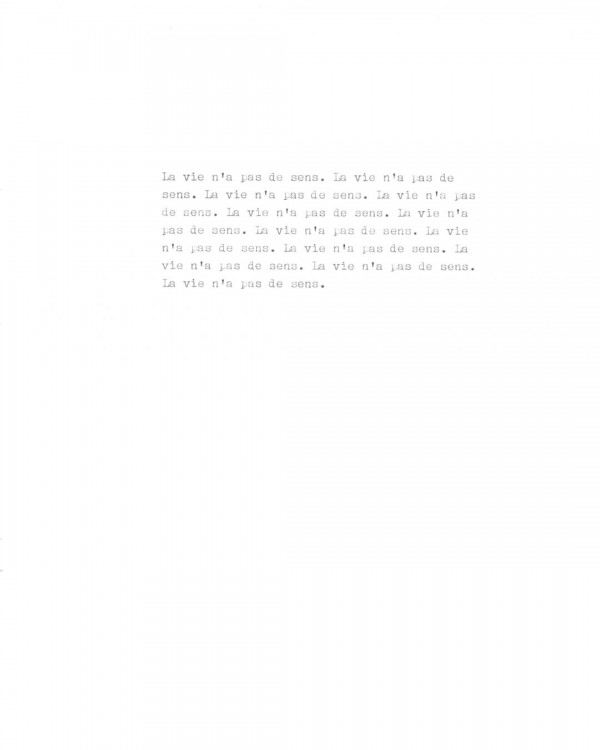 La vie n'a pas de sens. La vie n'a pas de
sens. La vie n'a pas de sens. La vie n'a pas
de sens. La vie n'a pas de sens. La vie n'a
pas de sens. La vie n'a pas de sens. La vie
n'a pas de sens. La vie n'a pas de sens. La
vie n'a pas de sens. La vie n'a pas de sens.
La vie n'a pas de sens.